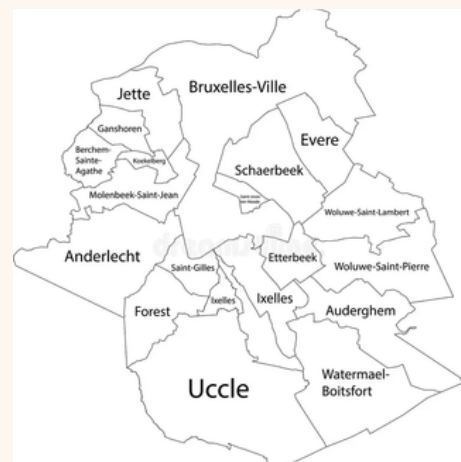 Bruxelles-Ville
Jette
Ganshoren
Evere
Berchem-
Sainte-
Agathe
Koekelberg
Schaerbeek
Molenbeek-Saint-Jean
Woluwe-Saint-Lambert
Anderlecht
Etterbeek
Saint-Gilles
Woluwe-Saint-Pierre
Ixelles
Ixelles
Forest
Auderghem
Uccle
Watermael-
Boitsfort